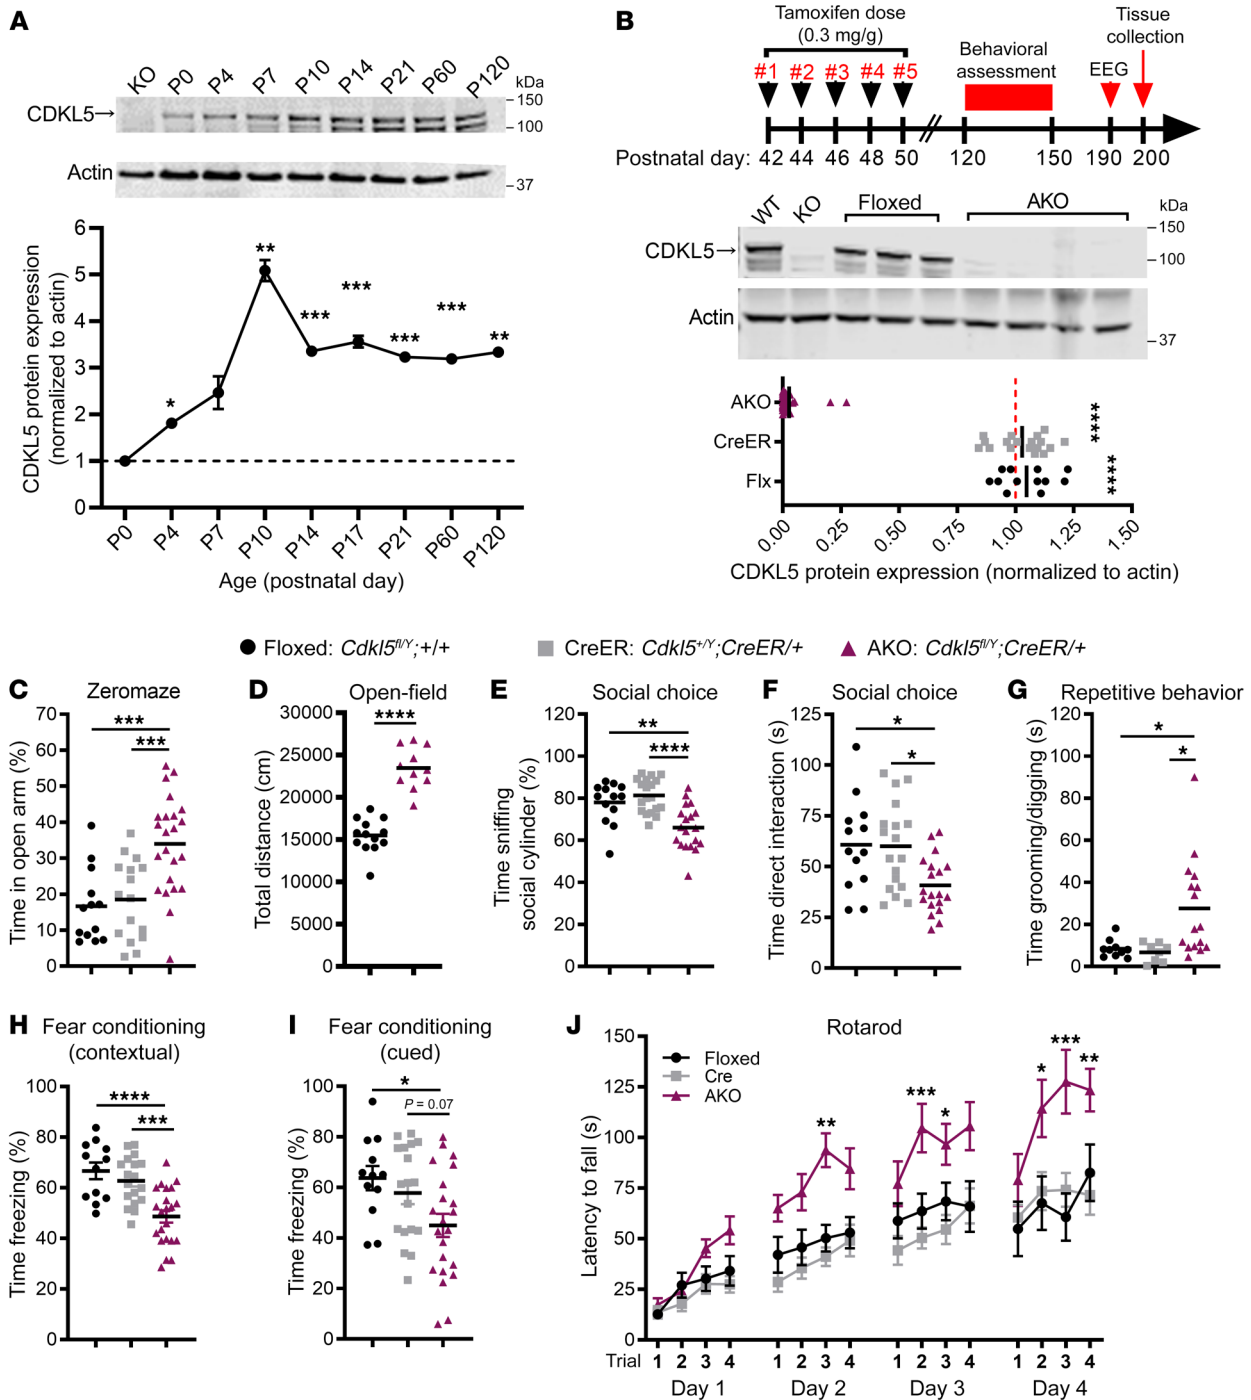 A
KO P0 P4 P7 P10 P14 P21 P60 P120
kDa
CDKL5→
150
100
Actin
37
CDKL5 protein expression
(normalized to actin)
6
5
4
3
2
1
0
* ** *** *** *** *** **
P0 P4 P7 P10 P14 P17 P21 P60 P120
Age (postnatal day)
B
Tamoxifen dose
(0.3 mg/g)
#1 #2 #3 #4 #5
Behavioral
assessment
EEG
Tissue
collection
Postnatal day: 42 44 46 48 50 120 150 190 200
WT KO Floxed AKO
kDa
CDKL5→
150
100
Actin
37
AKO
CreER
Flx
****
****
0.00 0.25 0.50 0.75 1.00 1.25 1.50
CDKL5 protein expression (normalized to actin)
Floxed: Cdkl5fl/Y;+/+
CreER: Cdkl5+/Y;CreER/+
AKO: Cdkl5fl/Y;CreER/+
C
Zeromaze
Time in open arm (%)
70
60
50
40
30
20
10
0
***
***
D
Open-field
Total distance (cm)
30000
25000
20000
15000
10000
5000
0
****
E
Social choice
Time sniffing
social cylinder (%)
120
100
80
60
40
20
0
**
****
F
Social choice
Time direct interaction (s)
125
100
75
50
25
0
*
*
G
Repetitive behavior
Time grooming/digging (s)
120
100
80
60
40
20
0
*
*
H
Fear conditioning
(contextual)
Time freezing (%)
100
80
60
40
20
0
****
***
I
Fear conditioning
(cued)
Time freezing (%)
100
80
60
40
20
0
*
P = 0.07
J
Rotarod
Latency to fall (s)
150
125
100
75
50
25
0
Floxed
Cre
AKO
** *** * * *** **
Trial 1 2 3 4 1 2 3 4 1 2 3 4 1 2 3 4
Day 1 Day 2 Day 3 Day 4